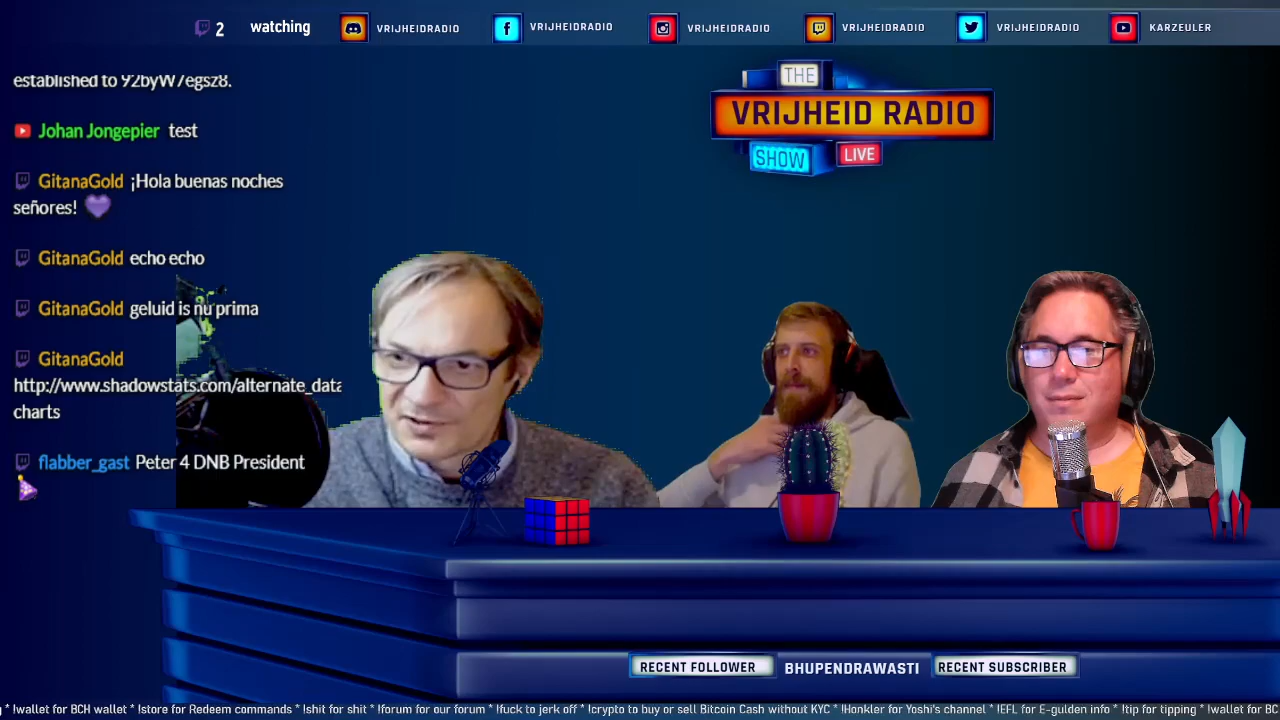 2 watching VRIJHEIDRADIO VRIJHEIDRADIO VRIJHEIDRADIO VRIJHEIDRADIO VRIJHEIDRADIO KARZEULER
established to 92byW7egsz8.
Johan Jongepier test
GitanaGold ¡Hola buenas noches
señores!
GitanaGold echo echo
GitanaGold geluid is nu prima
GitanaGold
http://www.shadowstats.com/alternate_data
charts
flabber_gast Peter 4 DNB President
THE
VRIJHEID RADIO
SHOW LIVE
RECENT FOLLOWER BHUPENDRAWASTI RECENT SUBSCRIBER
* !wallet for BCH wallet * !store for Redeem commands * !shit for shit * !forum for our forum * !fuck to jerk off * !crypto to buy or sell Bitcoin Cash without KYC * !Honkler for Yoshi's channel * !EFL for E-gulden info * !tip for tipping * !wallet for BC